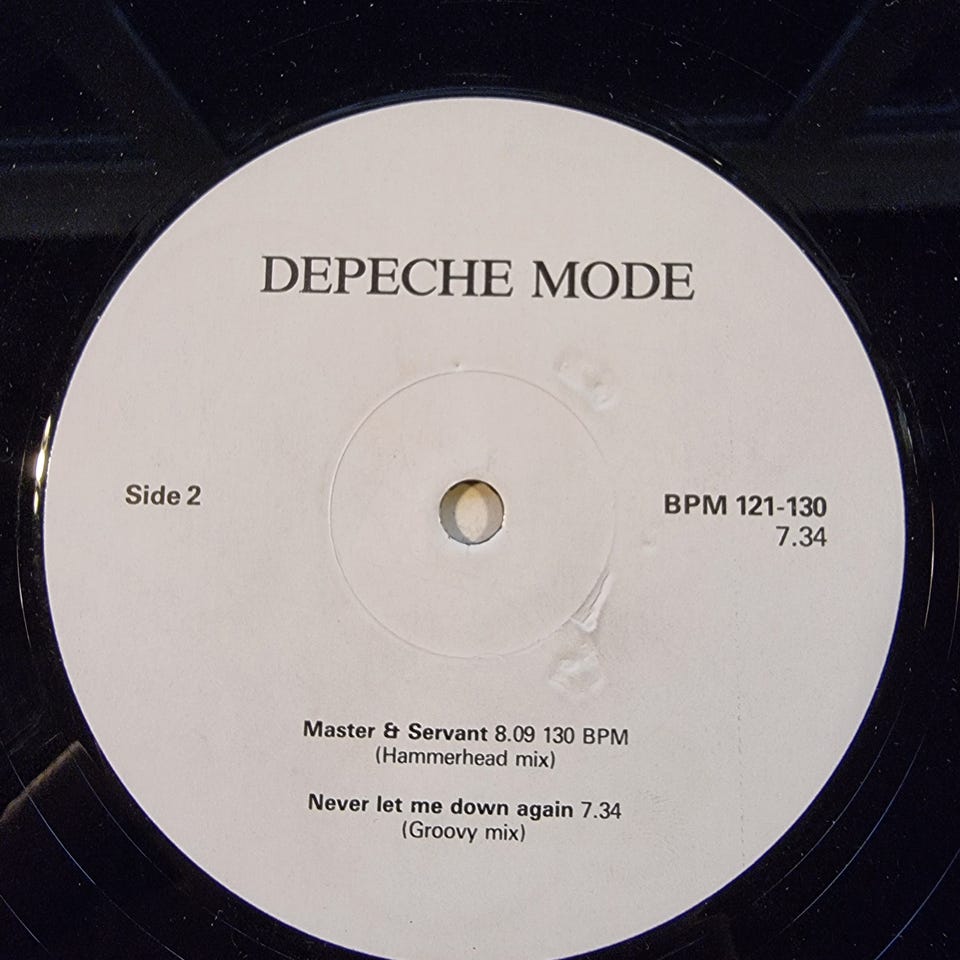 DEPECHE MODE
Side 2
BPM 121-130
7.34
Master & Servant 8.09 130 BPM
(Hammerhead mix)
Never let me down again 7.34
(Groovy mix)